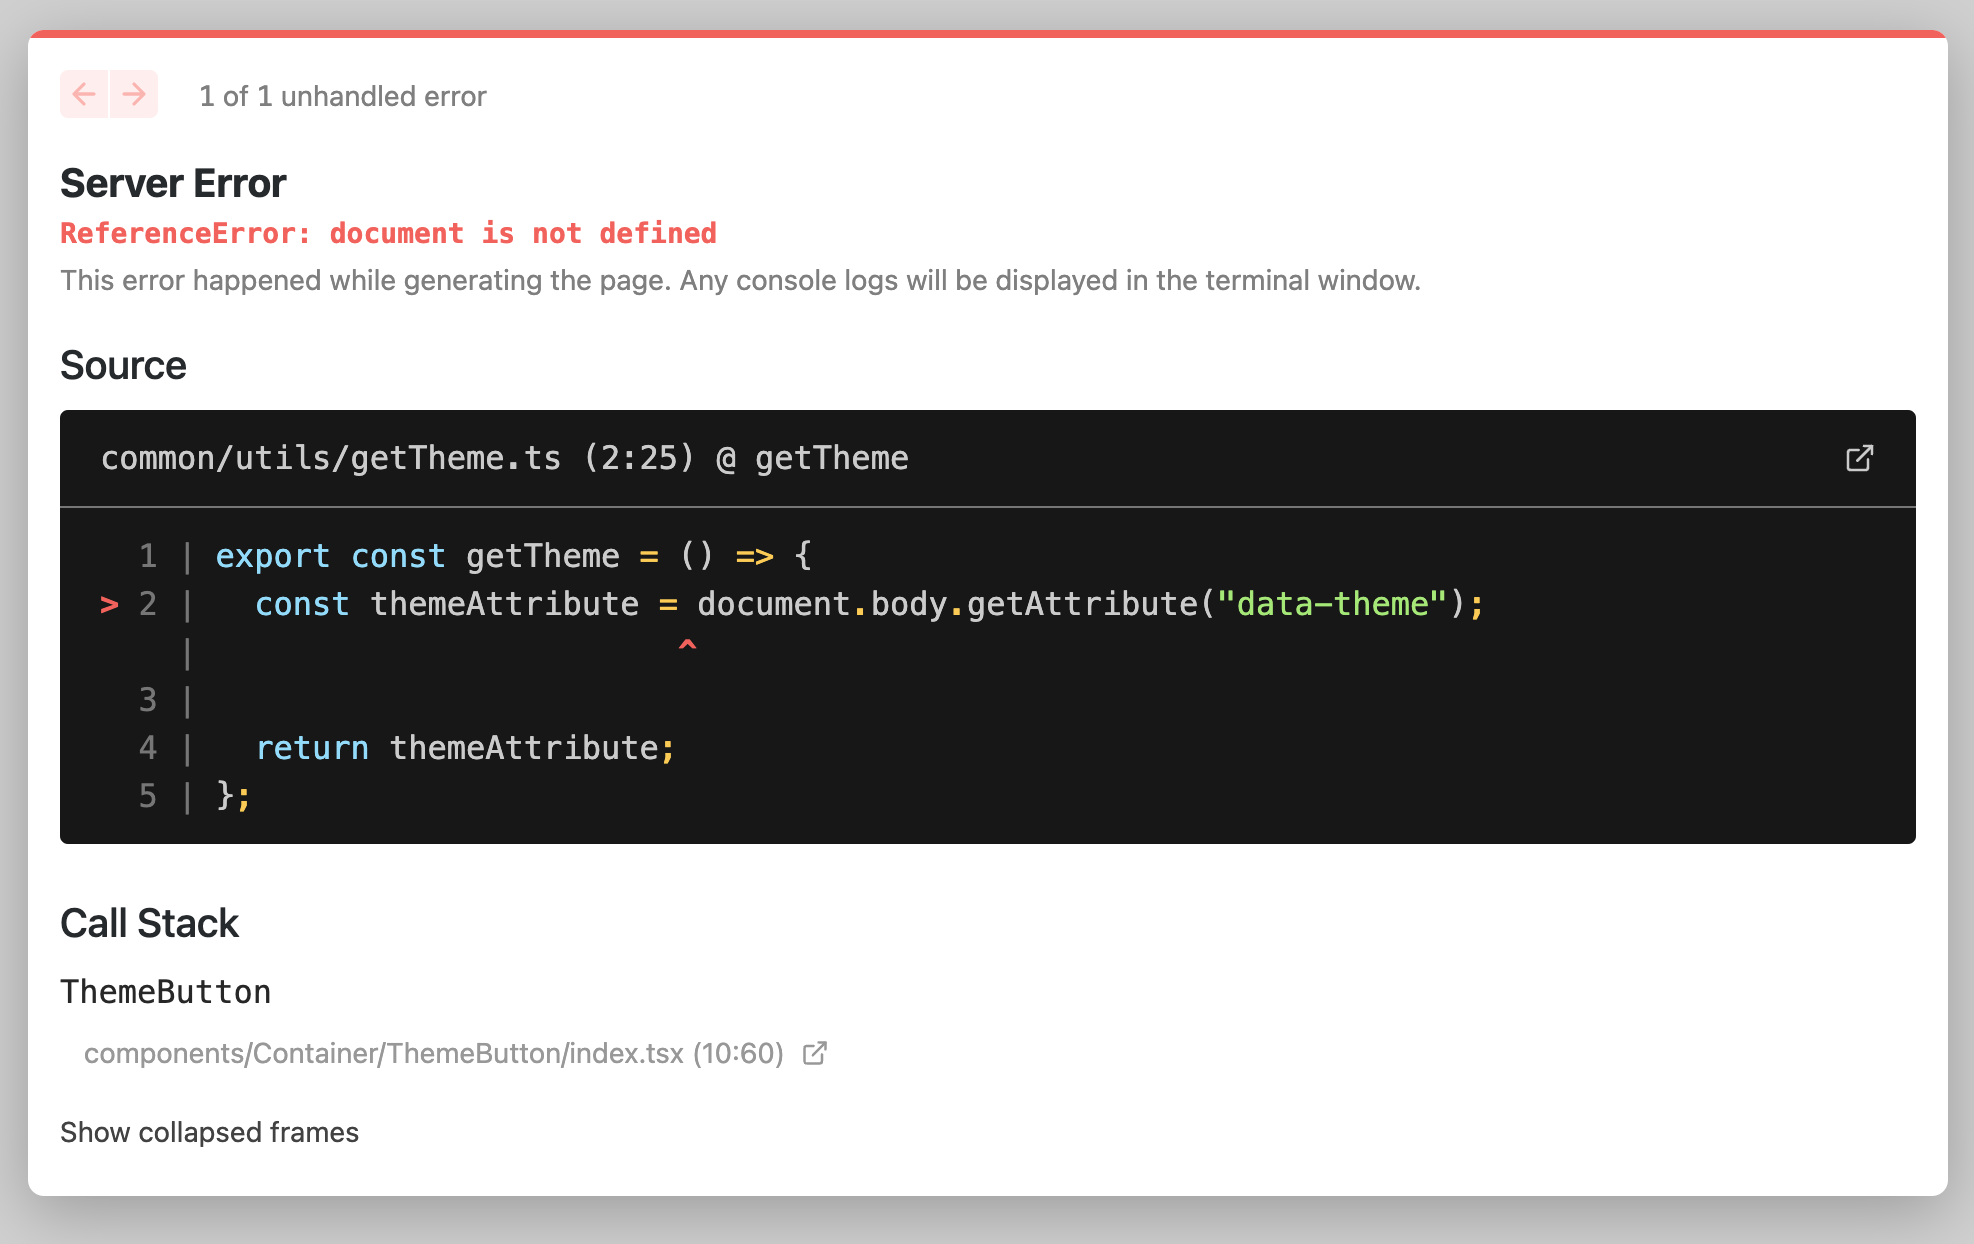 1 of 1 unhandled error
Server Error
ReferenceError: document is not defined
This error happened while generating the page. Any console logs will be displayed in the terminal window.
Source
common/utils/getTheme.ts (2:25) @ getTheme
1 | export const getTheme = () => {
> 2 |   const themeAttribute = document.body.getAttribute("data-theme");
|                         ^
3 |
4 |   return themeAttribute;
5 | };
Call Stack
ThemeButton
components/Container/ThemeButton/index.tsx (10:60)
Show collapsed frames